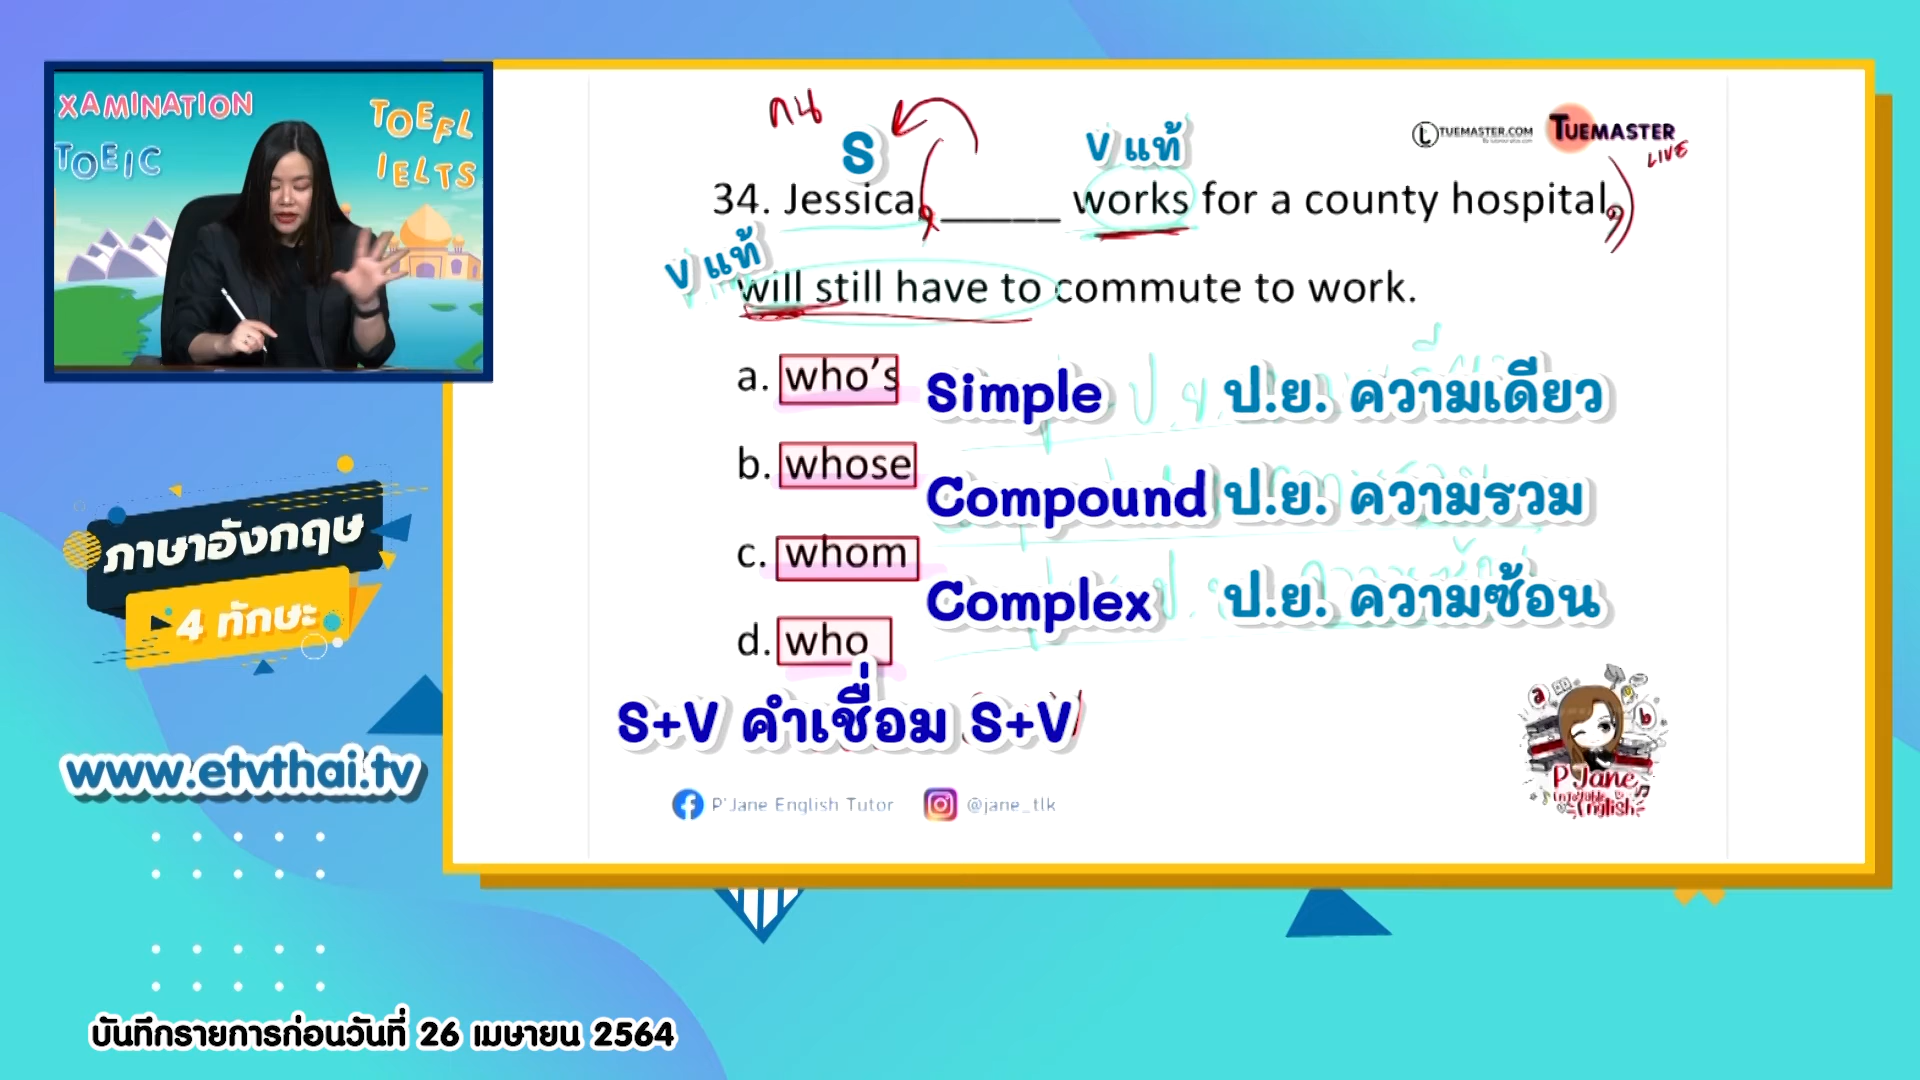 XAMINATION
TOEIC
TOEFL
IELTS
คน
S
V แท้
TUEMASTER.COM
TUEMASTER
LIVE
34. Jessica, _____ works for a county hospital,
V แท้
will still have to commute to work.
a. who's
Simple ป.ย. ความเดียว
b. whose
Compound ป.ย. ความรวม
c. whom
Complex ป.ย. ความซ้อน
d. who
S+V คำเชื่อม S+V
P'Jane English Tutor @jane_tlk
a
b
P'Jane
Enjoyable
English
ภาษาอังกฤษ
4 ทักษะ
www.etvthai.tv
บันทึกรายการก่อนวันที่ 26 เมษายน 2564